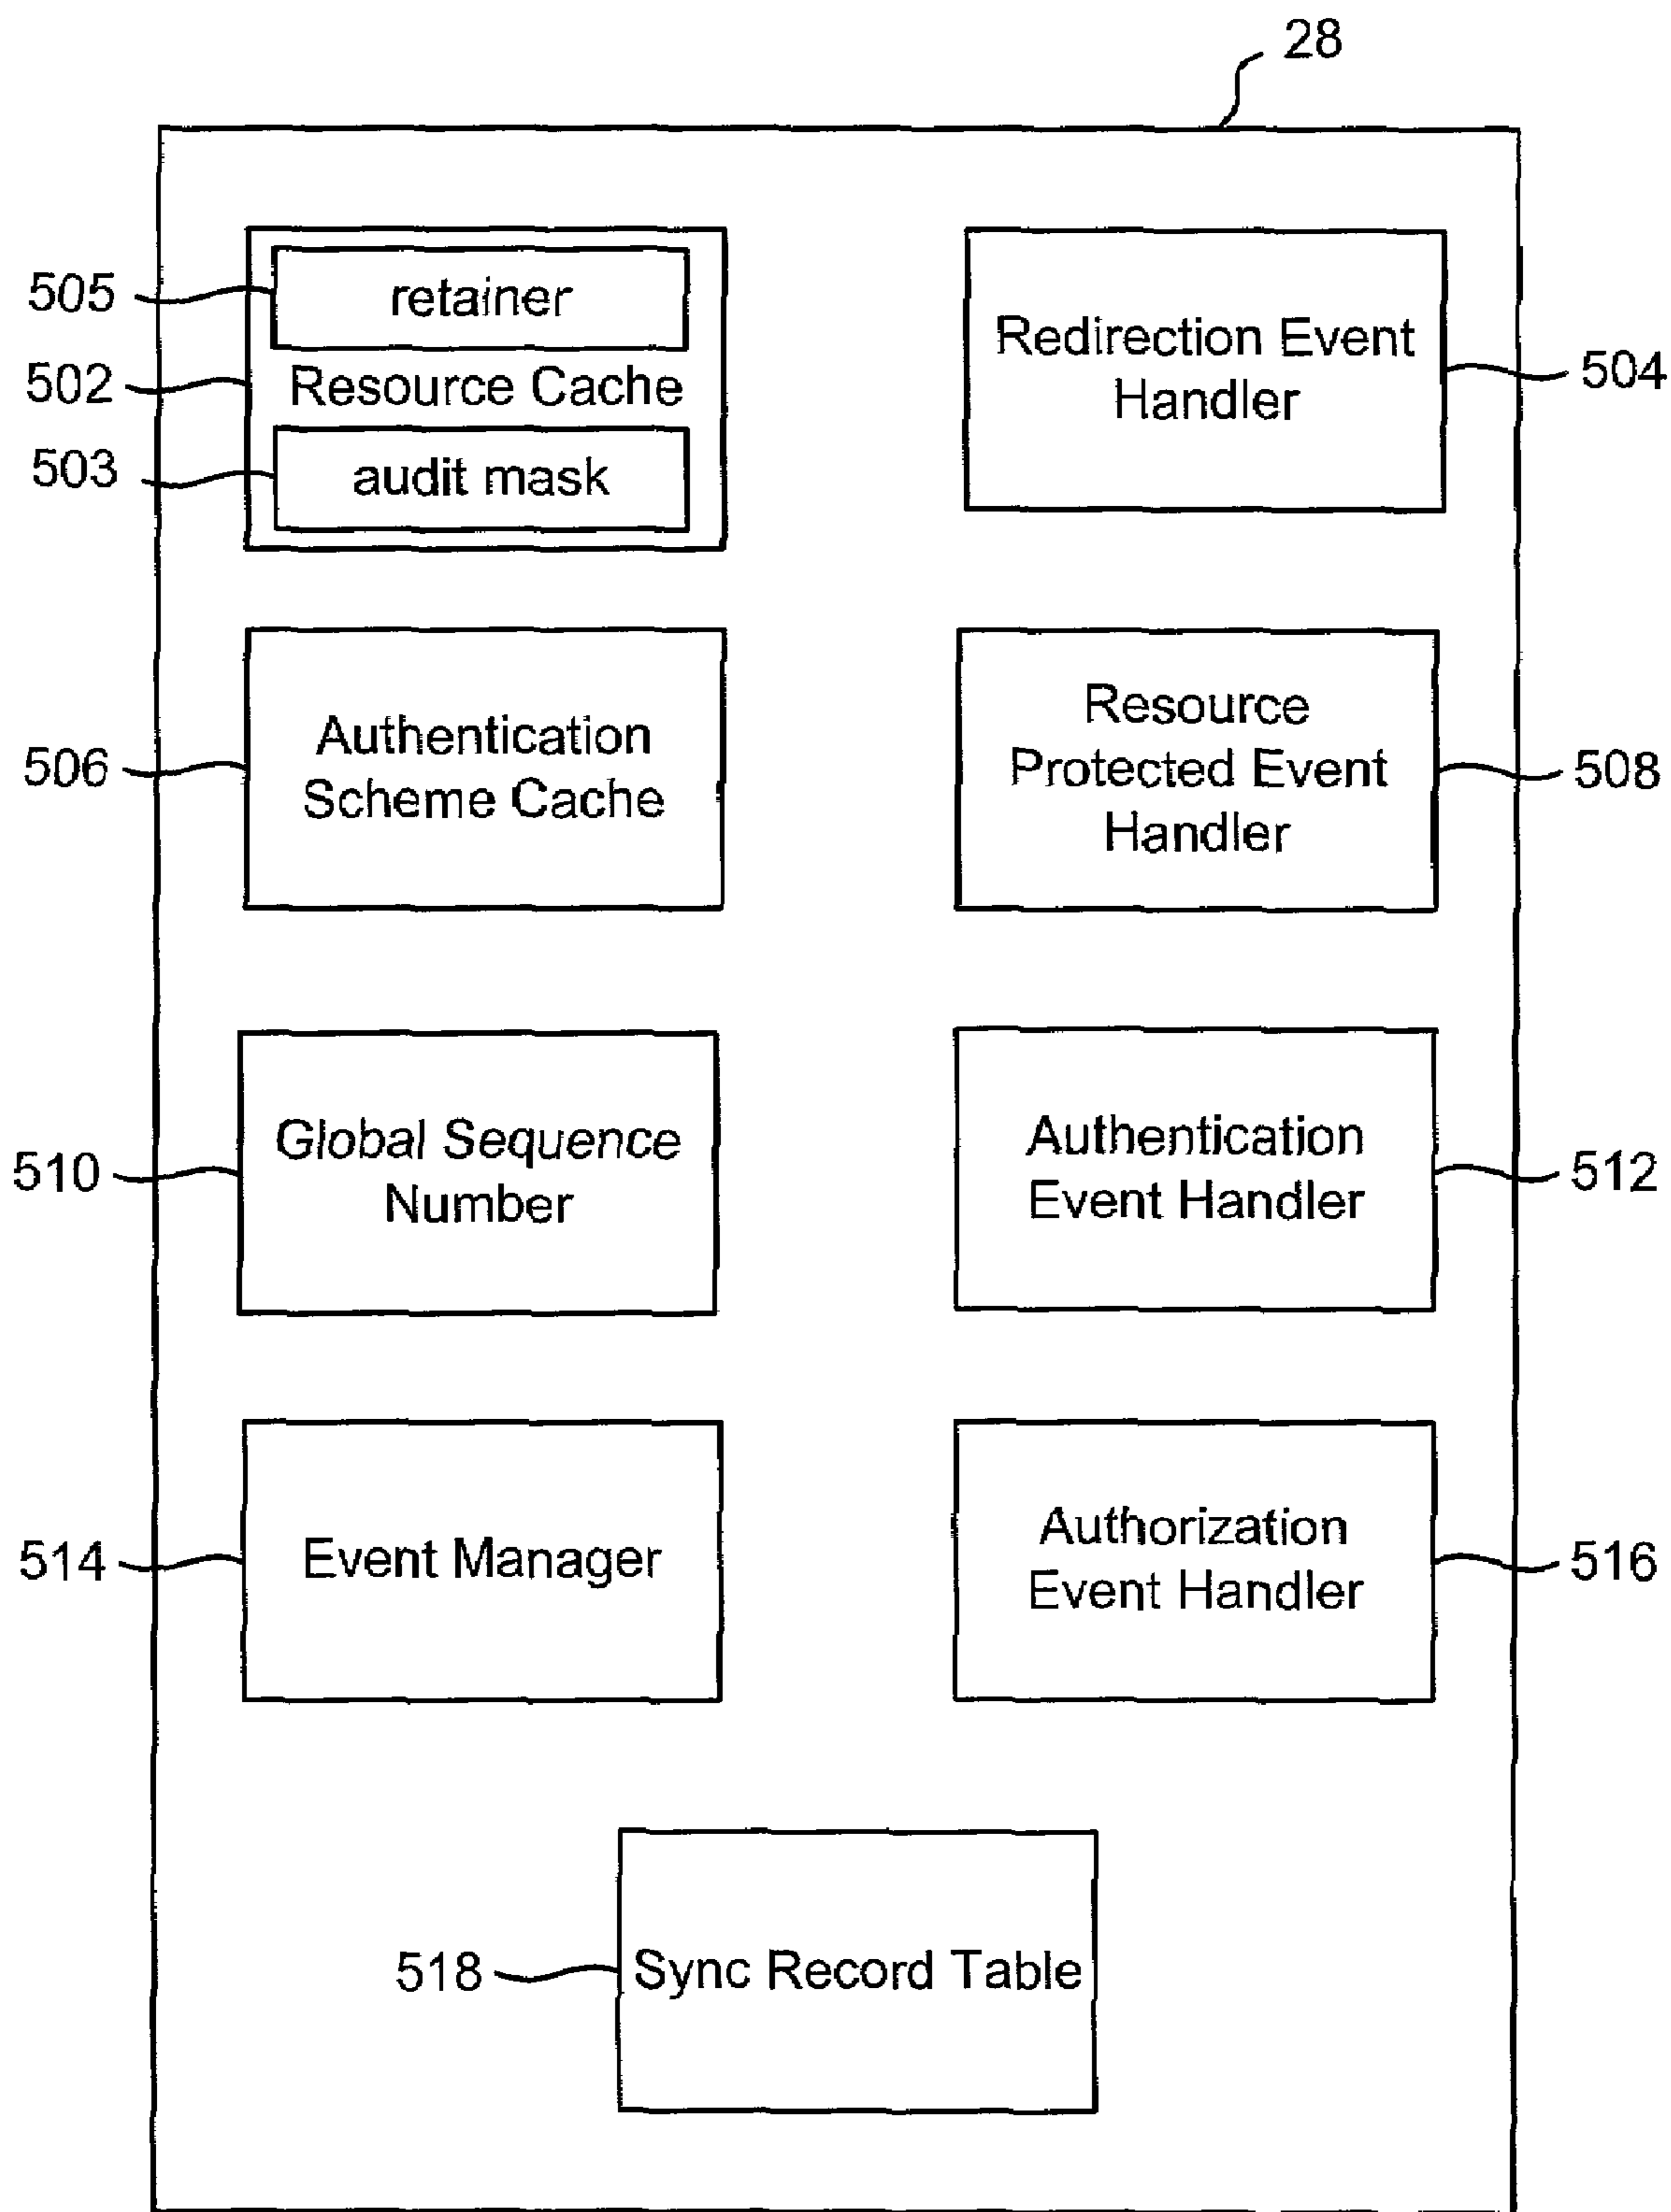 28
505
retainer
502
Resource Cache
503
audit mask
Redirection Event
Handler
504
506
Authentication
Scheme Cache
Resource
Protected Event
Handler
508
510
Global Sequence
Number
Authentication
Event Handler
512
514
Event Manager
Authorization
Event Handler
516
518
Sync Record Table